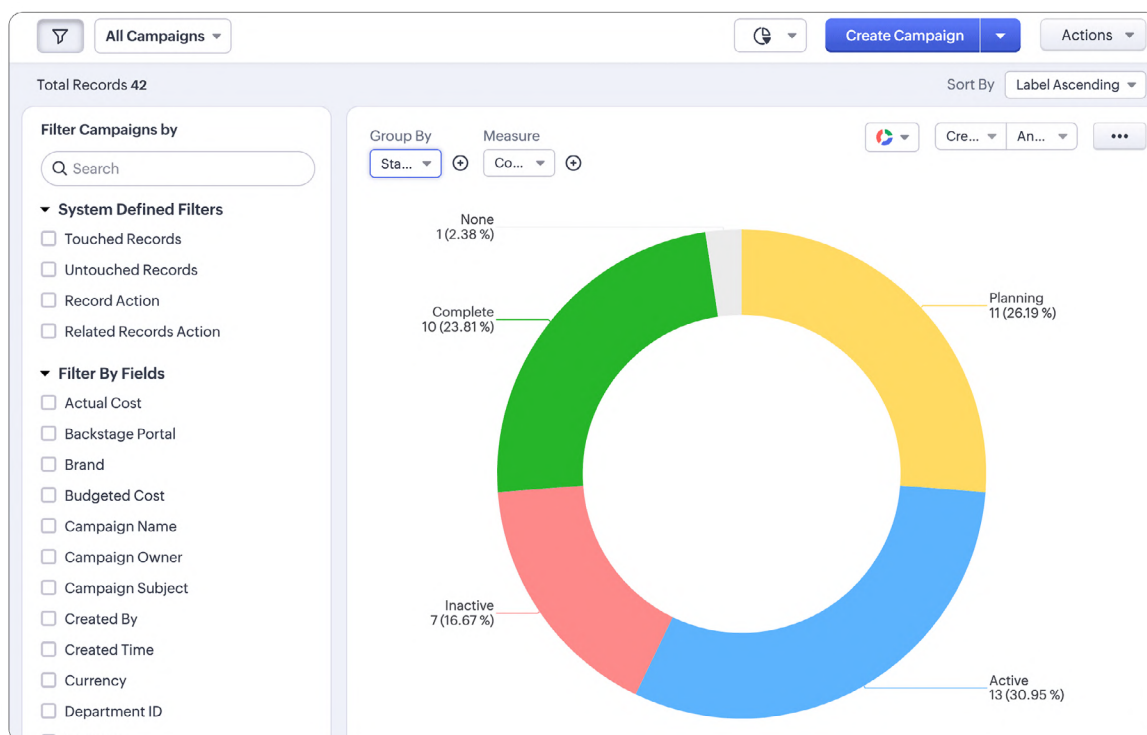 All Campaigns
Create Campaign
Actions
Total Records 42
Sort By
Label Ascending
Filter Campaigns by
Search
System Defined Filters
Touched Records
Untouched Records
Record Action
Related Records Action
Filter By Fields
Actual Cost
Backstage Portal
Brand
Budgeted Cost
Campaign Name
Campaign Owner
Campaign Subject
Created By
Created Time
Currency
Department ID
Group By
Measure
Sta...
Co...
Cre...
An...
None
1 (2.38 %)
Planning
11 (26.19 %)
Complete
10 (23.81 %)
Inactive
7 (16.67 %)
Active
13 (30.95 %)